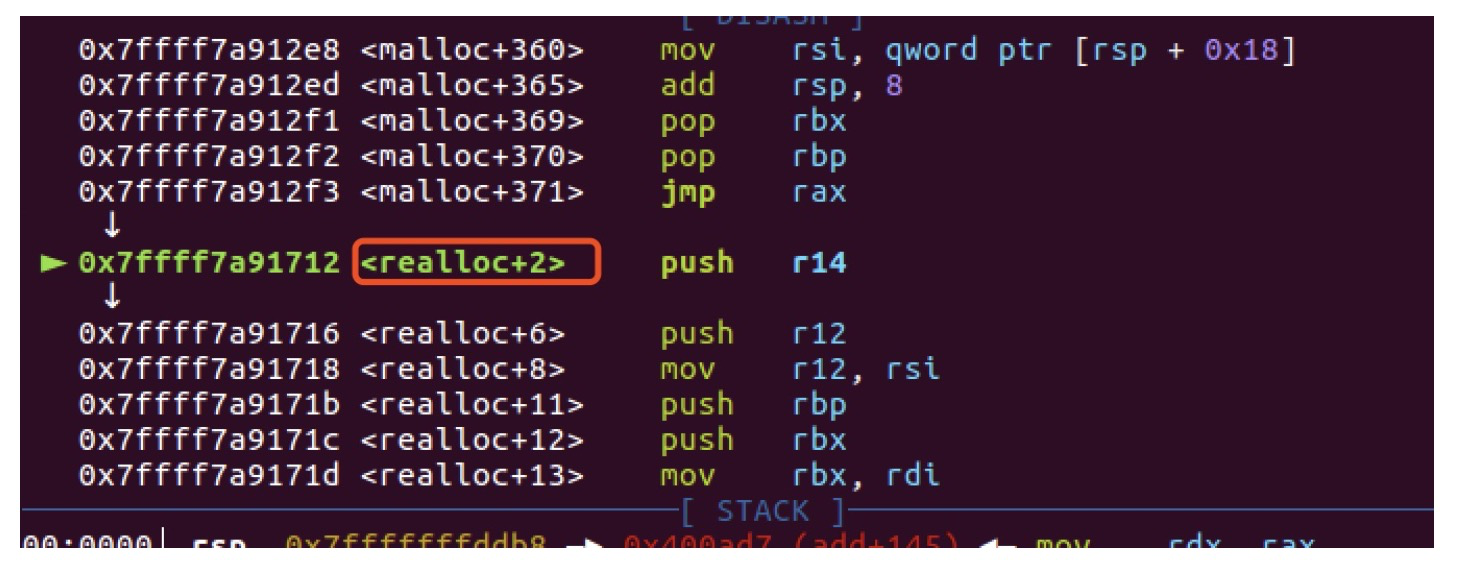 [ DISASM ]
0x7ffff7a912e8 <malloc+360> mov rsi, qword ptr [rsp + 0x18]
0x7ffff7a912ed <malloc+365> add rsp, 8
0x7ffff7a912f1 <malloc+369> pop rbx
0x7ffff7a912f2 <malloc+370> pop rbp
0x7ffff7a912f3 <malloc+371> jmp rax
↓
► 0x7ffff7a91712 <realloc+2> push r14
↓
0x7ffff7a91716 <realloc+6> push r12
0x7ffff7a91718 <realloc+8> mov r12, rsi
0x7ffff7a9171b <realloc+11> push rbp
0x7ffff7a9171c <realloc+12> push rbx
0x7ffff7a9171d <realloc+13> mov rbx, rdi
[ STACK ]
00:0000│ rsp 0x7fffffffddb8 —► 0x400ad7 (add+145) ◄— mov rdx, rax